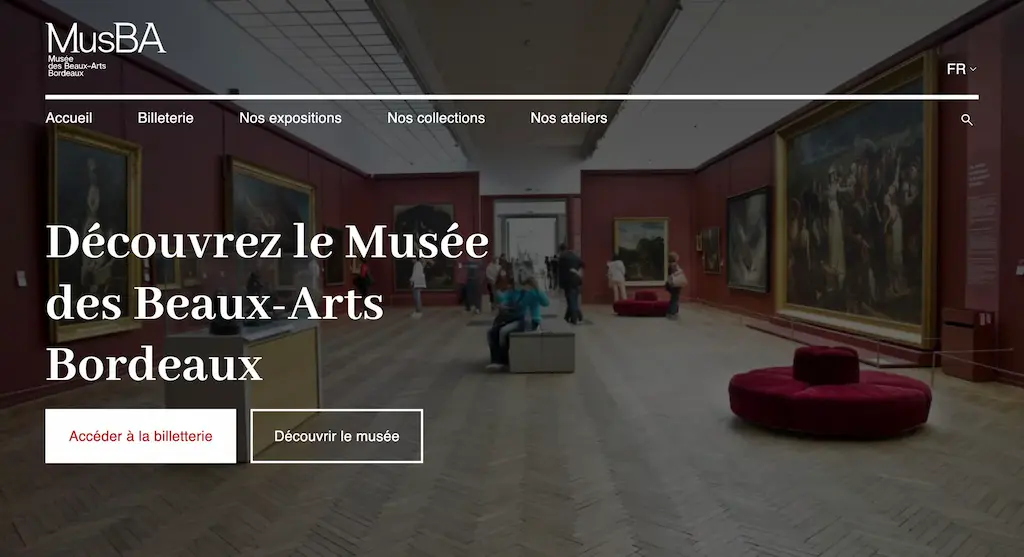 MusBA
Musée
des Beaux-Arts
Bordeaux
FR
Accueil
Billeterie
Nos expositions
Nos collections
Nos ateliers
Découvrez le Musée
des Beaux-Arts
Bordeaux
Accéder à la billetterie
Découvrir le musée